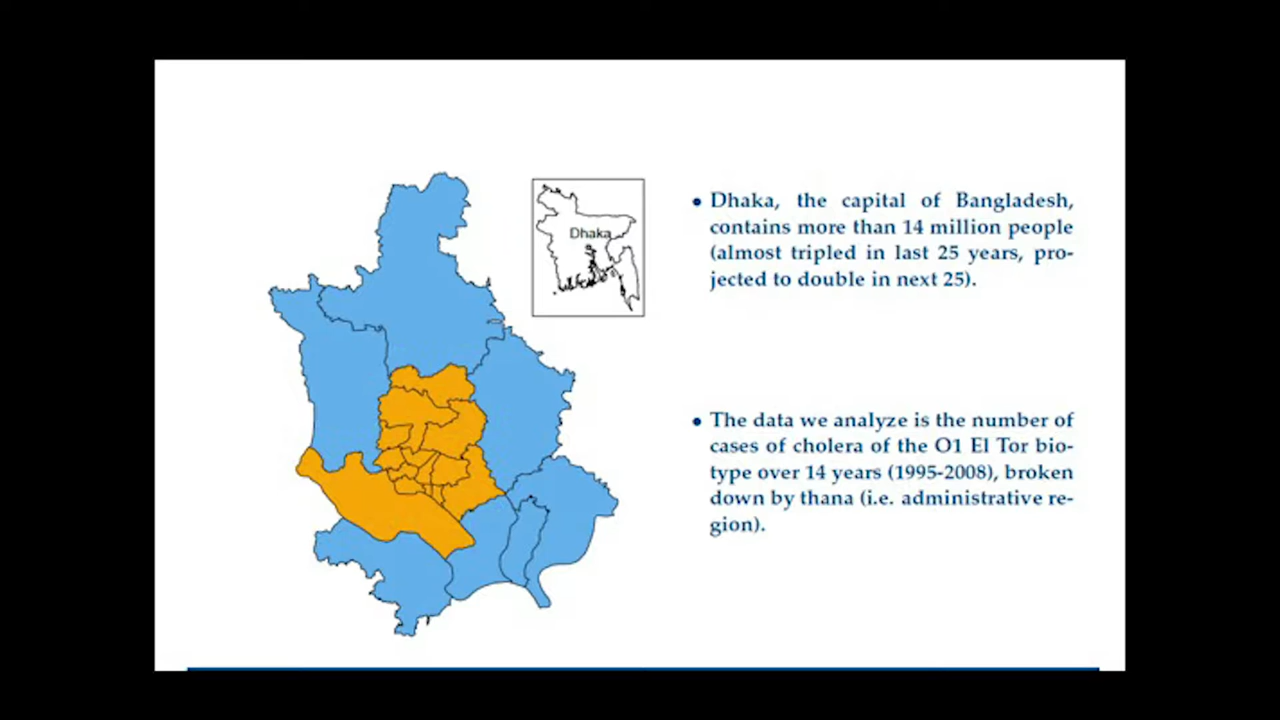 Dhaka
• Dhaka, the capital of Bangladesh,
contains more than 14 million people
(almost tripled in last 25 years, pro-
jected to double in next 25).
• The data we analyze is the number of
cases of cholera of the O1 El Tor bio-
type over 14 years (1995-2008), broken
down by thana (i.e. administrative re-
gion).